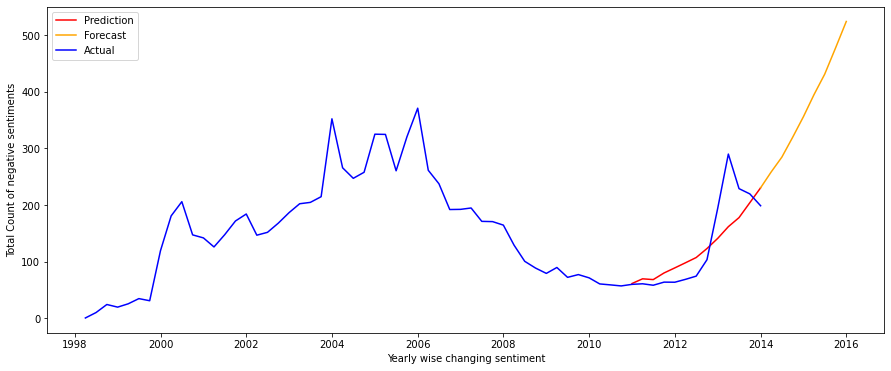 Prediction
Forecast
Actual
500
400
300
200
100
0
Total Count of negative sentiments
1998 2000 2002 2004 2006 2008 2010 2012 2014 2016
Yearly wise changing sentiment